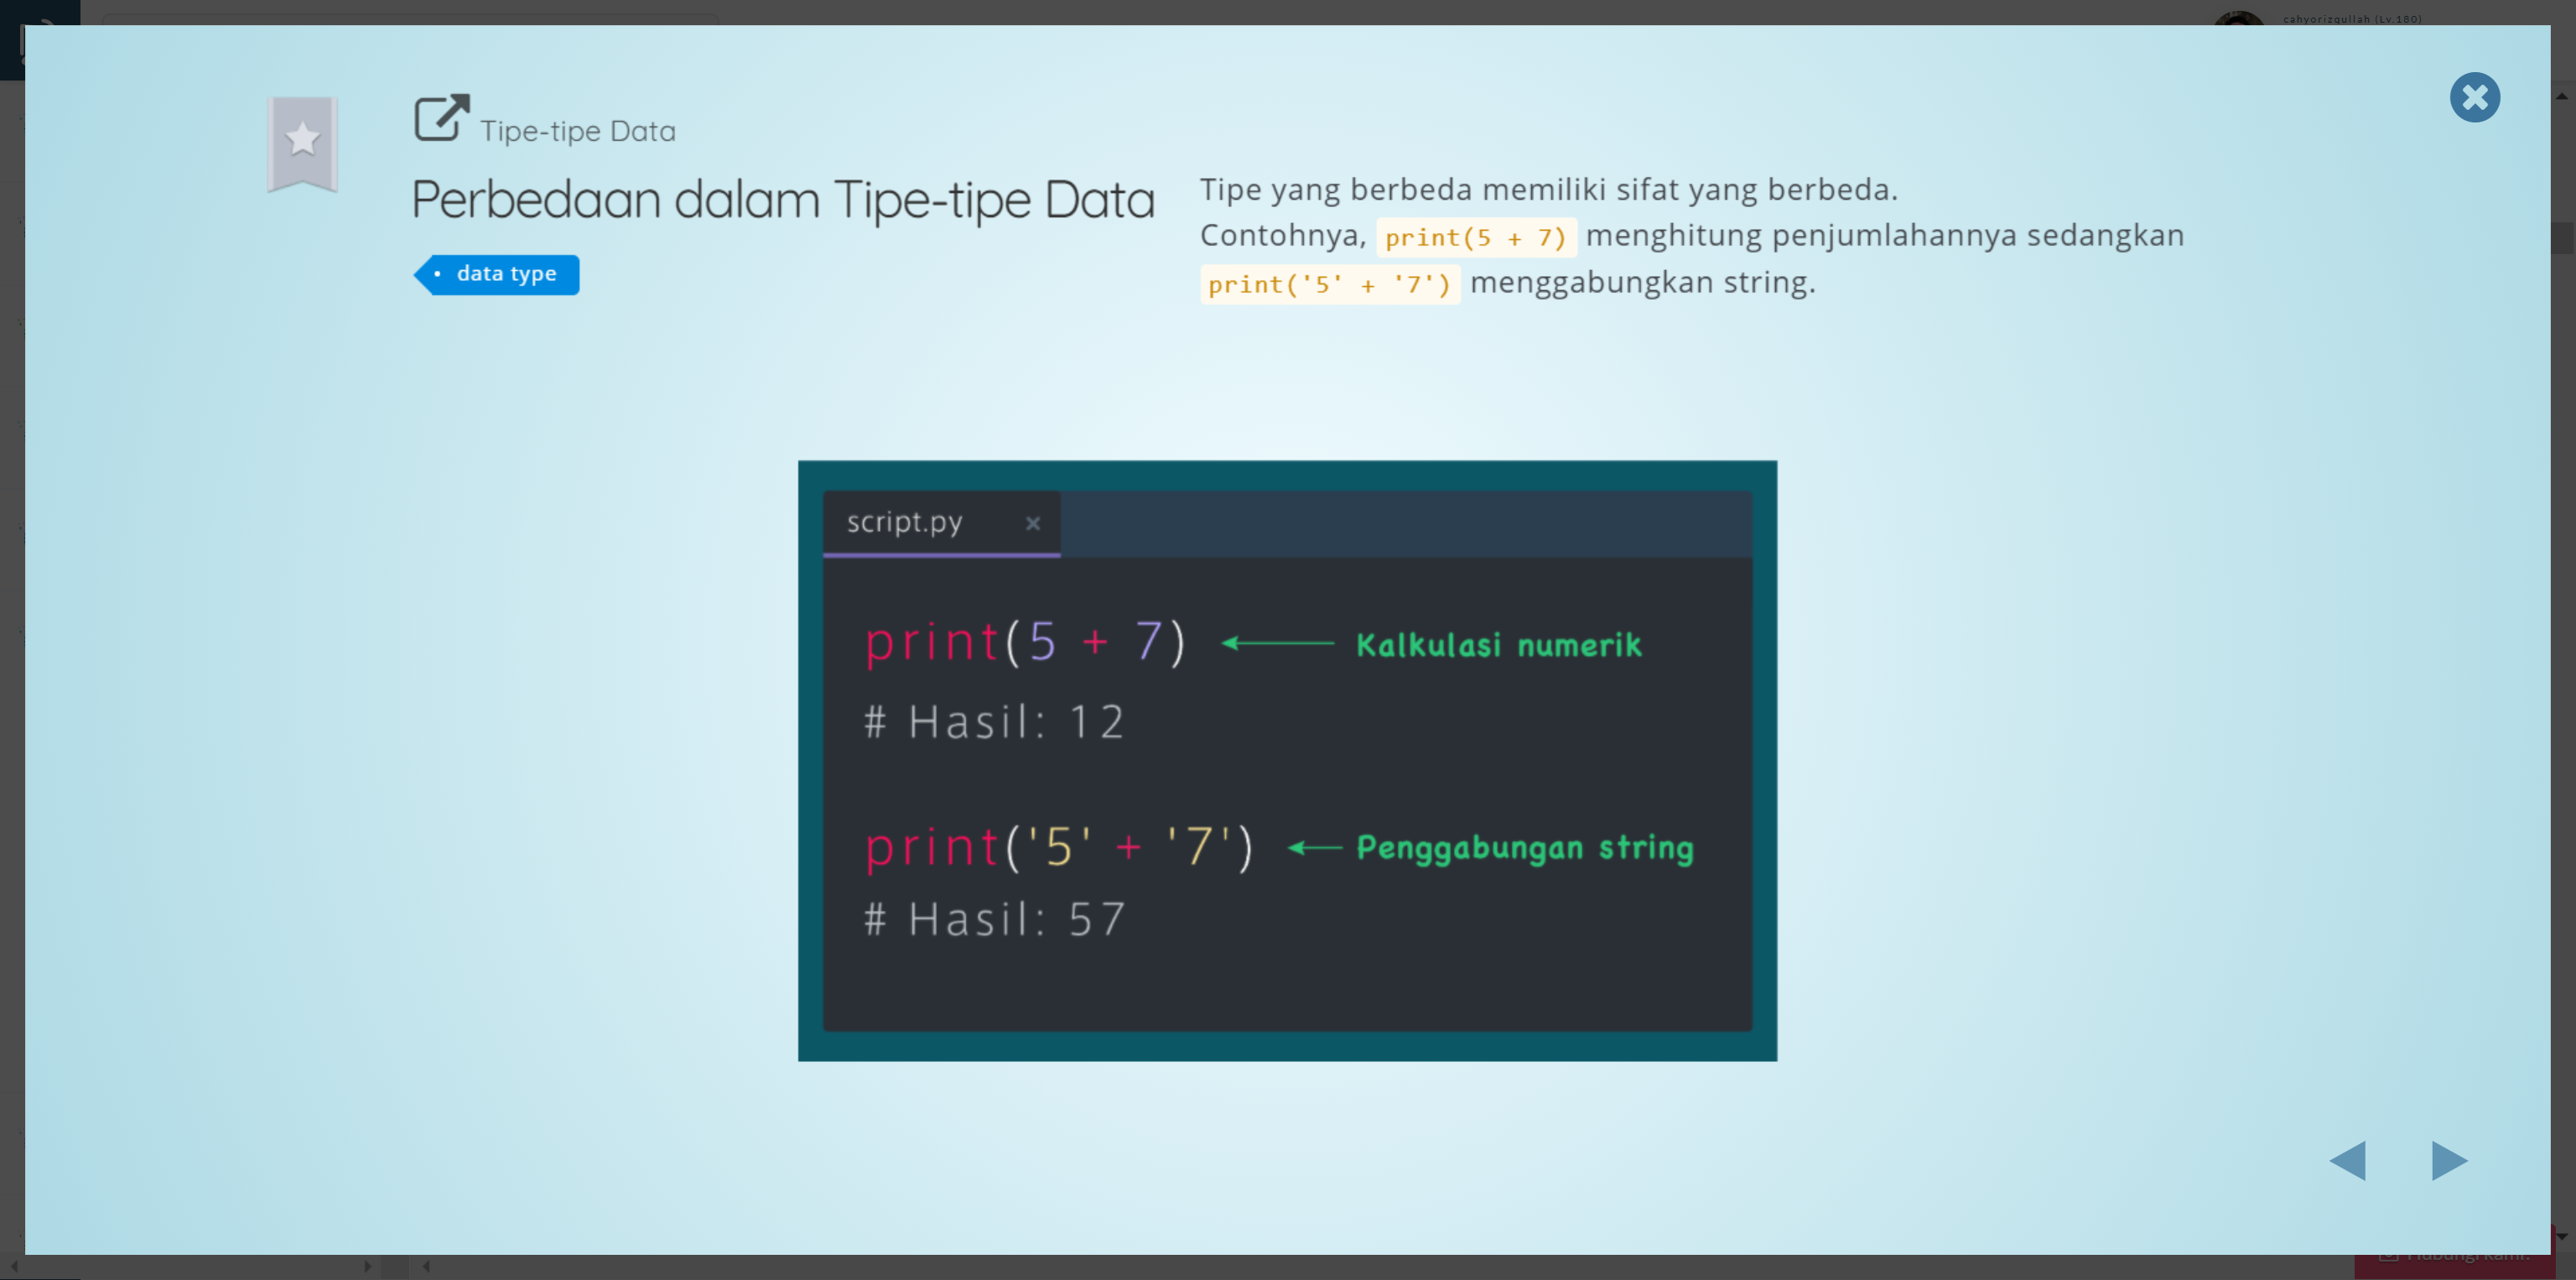 cahyorizqullah (Lv.180)
Tipe-tipe Data
Perbedaan dalam Tipe-tipe Data
data type
Tipe yang berbeda memiliki sifat yang berbeda.
Contohnya, print(5 + 7) menghitung penjumlahannya sedangkan
print('5' + '7') menggabungkan string.
script.py
print(5 + 7) Kalkulasi numerik
# Hasil: 12
print('5' + '7') Penggabungan string
# Hasil: 57